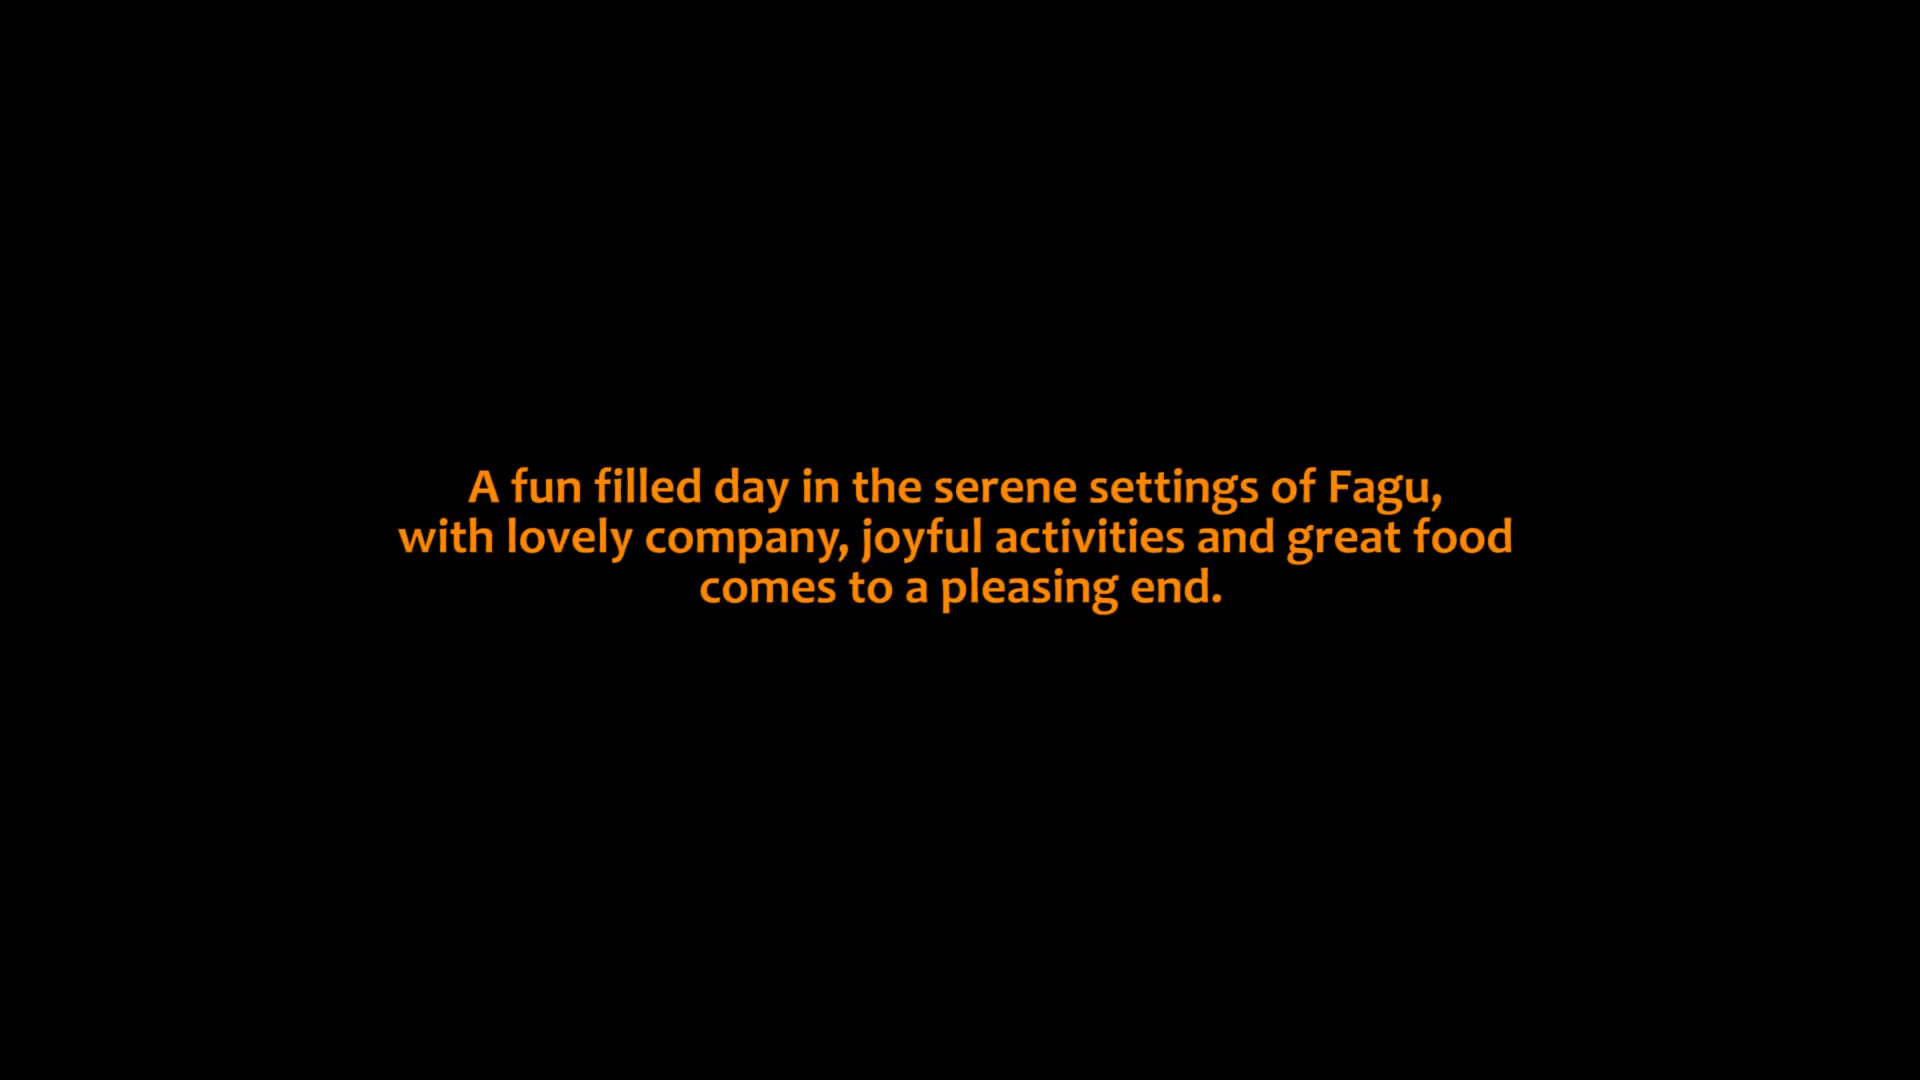 A fun filled day in the serene settings of Fagu,
with lovely company, joyful activities and great food
comes to a pleasing end.